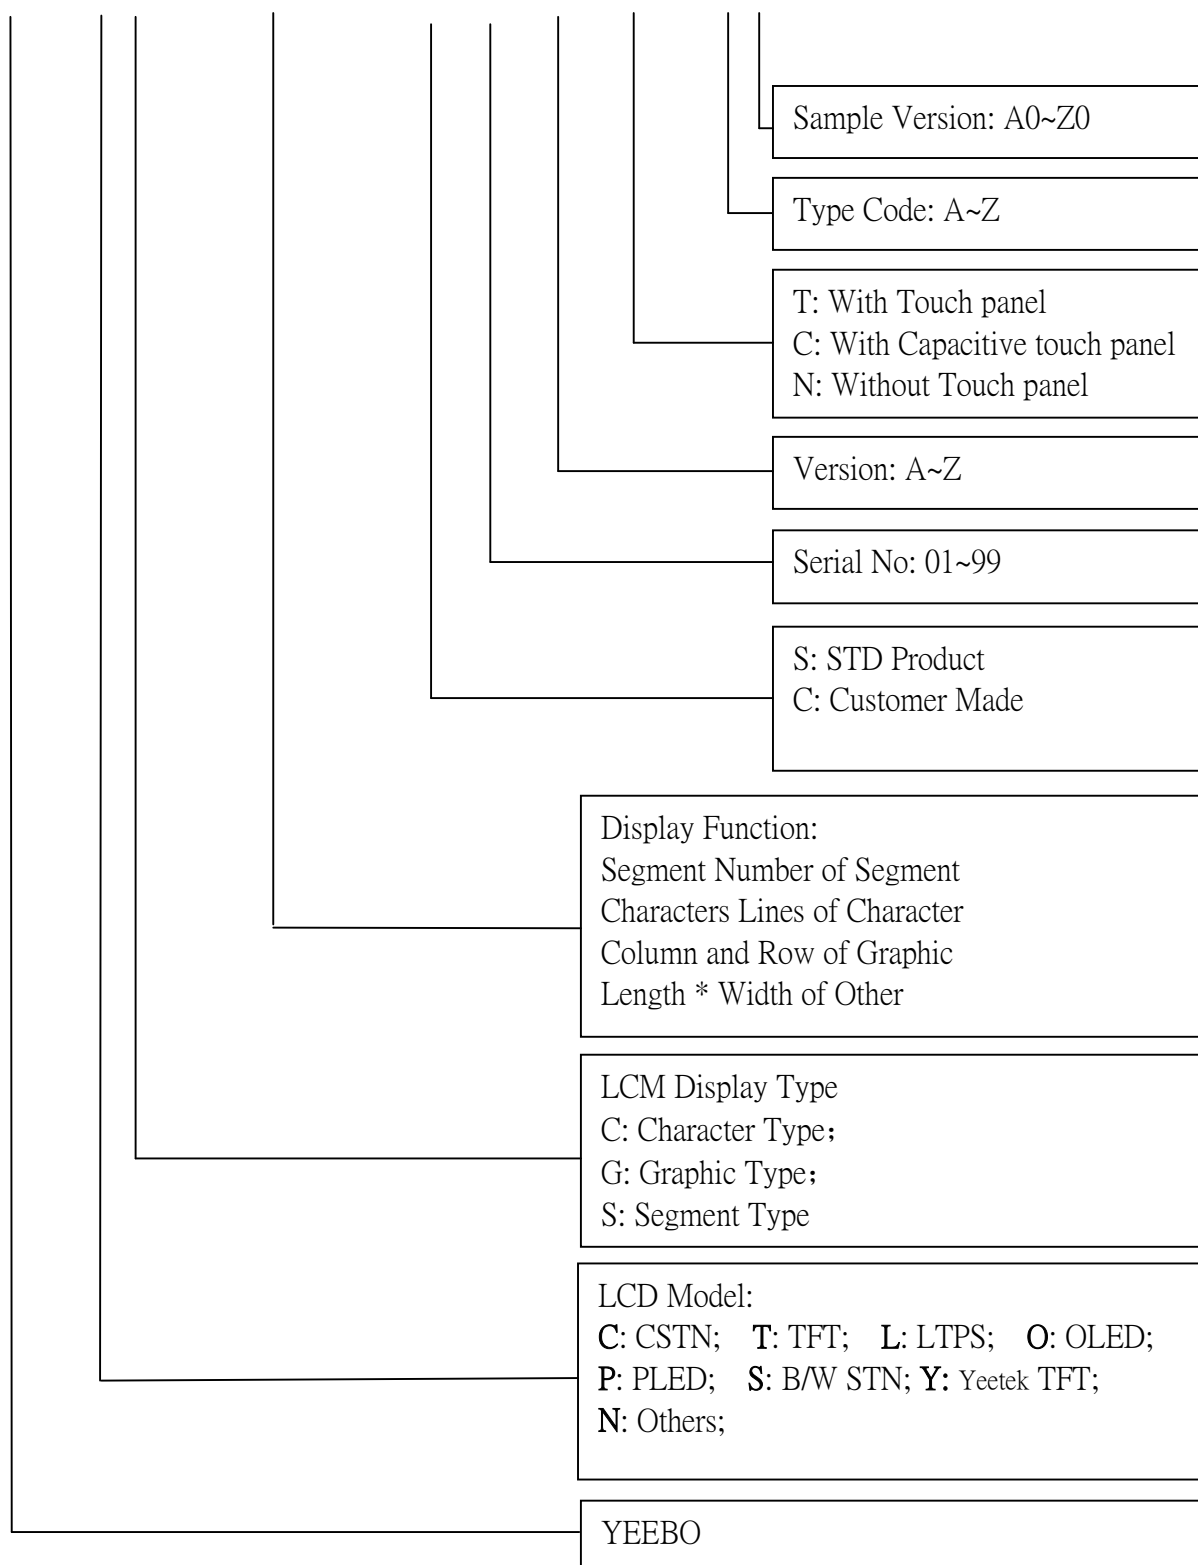 Sample Version: A0~Z0
Type Code: A~Z
T: With Touch panel
C: With Capacitive touch panel
N: Without Touch panel
Version: A~Z
Serial No: 01~99
S: STD Product
C: Customer Made
Display Function:
Segment Number of Segment
Characters Lines of Character
Column and Row of Graphic
Length * Width of Other
LCM Display Type
C: Character Type；
G: Graphic Type；
S: Segment Type
LCD Model:
C: CSTN; T: TFT; L: LTPS; O: OLED;
P: PLED; S: B/W STN; Y: Yeetek TFT;
N: Others;
YEEBO